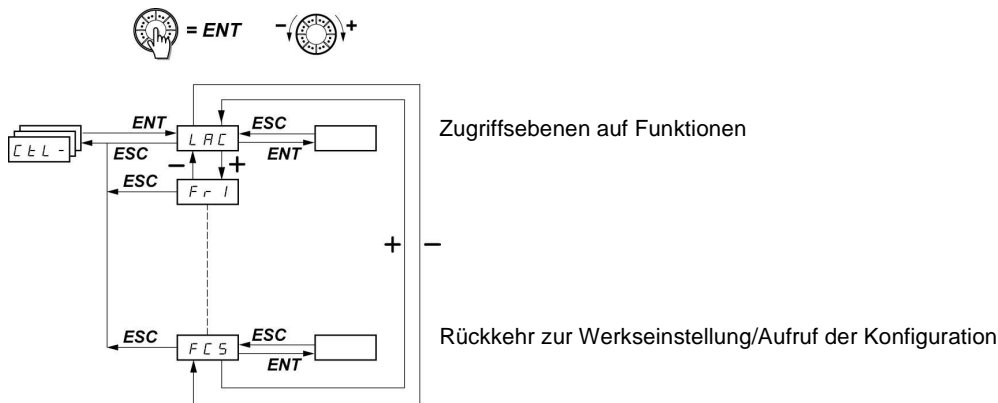 = ENT - +
ENT ESC
CtL- LAC Zugriffsebenen auf Funktionen
ESC ENT
- +
ESC
Fr1
+ -
ESC ESC
FCS Rückkehr zur Werkseinstellung/Aufruf der Konfiguration
ENT